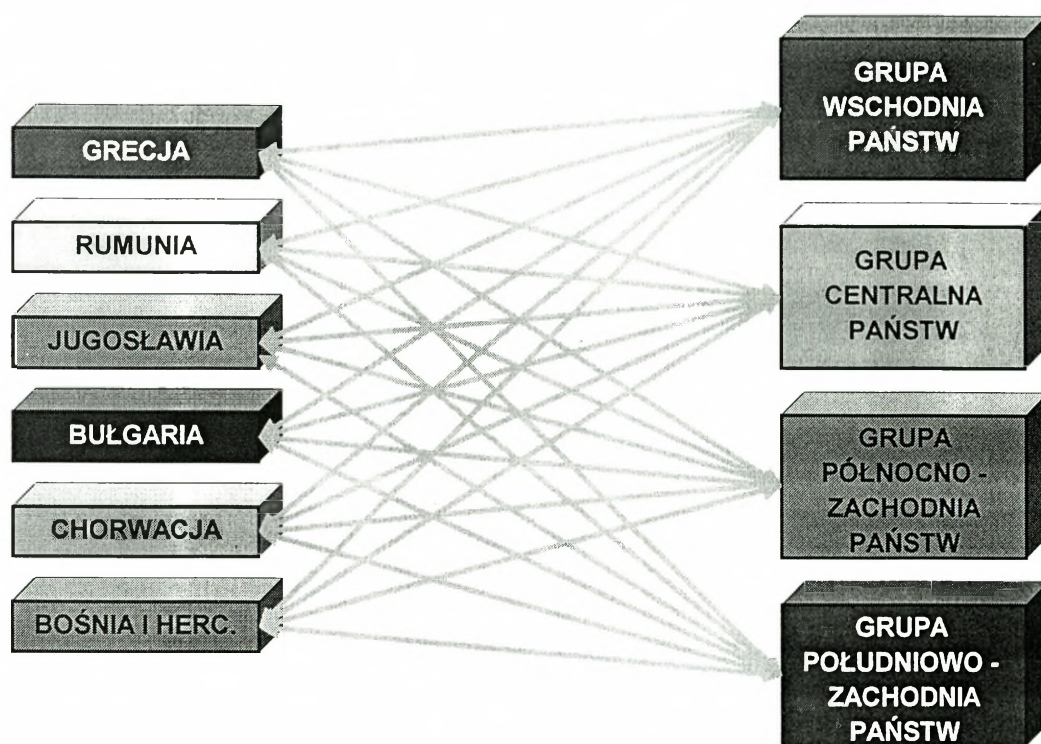 GRECJA
RUMUNIA
JUGOSŁAWIA
BUŁGARIA
CHORWACJA
BOŚNIA I HERC.
GRUPA
WSCHODNIA
PAŃSTW
GRUPA
CENTRALNA
PAŃSTW
GRUPA
PÓŁNOCNO -
ZACHODNIA
PAŃSTW
GRUPA
POŁUDNIOWO -
ZACHODNIA
PAŃSTW